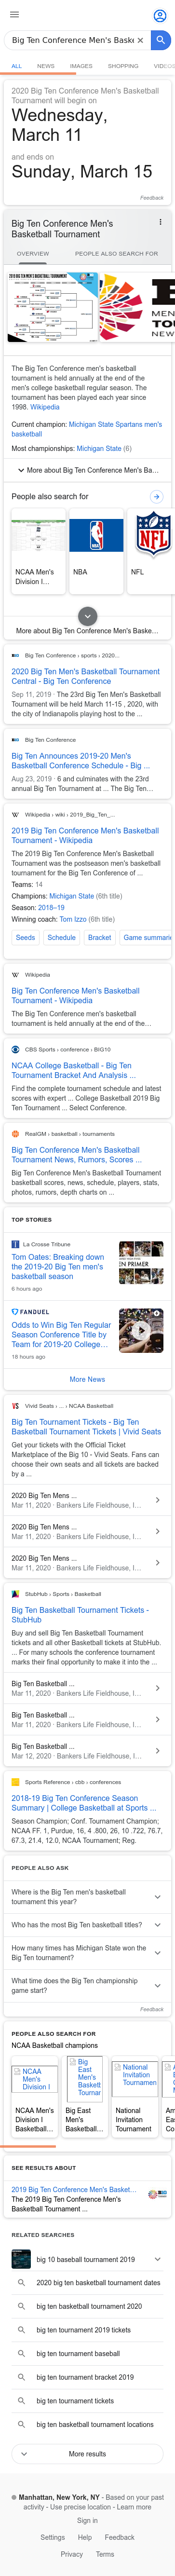 Big Ten Conference Men's Baske
ALL NEWS IMAGES SHOPPING VIDEOS
2020 Big Ten Conference Men's Basketball
Tournament will begin on
Wednesday,
March 11
and ends on
Sunday, March 15
Feedback
Big Ten Conference Men's
Basketball Tournament
OVERVIEW PEOPLE ALSO SEARCH FOR
The Big Ten Conference men's basketball
tournament is held annually at the end of the
men's college basketball regular season. The
tournament has been played each year since
1998. Wikipedia
Current champion: Michigan State Spartans men's
basketball
Most championships: Michigan State (6)
More about Big Ten Conference Men's Ba...
People also search for
NCAA Men's
Division I...
NBA
NFL
More about Big Ten Conference Men's Baske...
Big Ten Conference › sports › 2020...
2020 Big Ten Men's Basketball Tournament
Central - Big Ten Conference
Sep 11, 2019 · The 23rd Big Ten Men's Basketball
Tournament will be held March 11-15 , 2020, with
the city of Indianapolis playing host to the ...
Big Ten Conference
Big Ten Announces 2019-20 Men's
Basketball Conference Schedule - Big ...
Aug 23, 2019 · 6 and culminates with the 23rd
annual Big Ten Tournament at ... The Big Ten...
Wikipedia › wiki › 2019_Big_Ten_...
2019 Big Ten Conference Men's Basketball
Tournament - Wikipedia
The 2019 Big Ten Conference Men's Basketball
Tournament was the postseason men's basketball
tournament for the Big Ten Conference of ...
Teams: 14
Champions: Michigan State (6th title)
Season: 2018–19
Winning coach: Tom Izzo (6th title)
Seeds Schedule Bracket Game summarie
Wikipedia
Big Ten Conference Men's Basketball
Tournament - Wikipedia
The Big Ten Conference men's basketball
tournament is held annually at the end of the...
CBS Sports › conference › BIG10
NCAA College Basketball - Big Ten
Tournament Bracket And Analysis ...
Find the complete tournament schedule and latest
scores with expert ... College Basketball 2019 Big
Ten Tournament ... Select Conference.
RealGM › basketball › tournaments
Big Ten Conference Men's Basketball
Tournament News, Rumors, Scores ...
Big Ten Conference Men's Basketball Tournament
basketball scores, news, schedule, players, stats,
photos, rumors, depth charts on ...
TOP STORIES
La Crosse Tribune
Tom Oates: Breaking down
the 2019-20 Big Ten men's
basketball season
6 hours ago
FANDUEL
Odds to Win Big Ten Regular
Season Conference Title by
Team for 2019-20 College...
18 hours ago
More News
Vivid Seats › ... › NCAA Basketball
Big Ten Tournament Tickets - Big Ten
Basketball Tournament Tickets | Vivid Seats
Get your tickets with the Official Ticket
Marketplace of the Big 10 - Vivid Seats. Fans can
choose their own seats and all tickets are backed
by a ...
2020 Big Ten Mens ...
Mar 11, 2020 · Bankers Life Fieldhouse, I...
2020 Big Ten Mens ...
Mar 11, 2020 · Bankers Life Fieldhouse, I...
2020 Big Ten Mens ...
Mar 11, 2020 · Bankers Life Fieldhouse, I...
StubHub › Sports › Basketball
Big Ten Basketball Tournament Tickets -
StubHub
Buy and sell Big Ten Basketball Tournament
tickets and all other Basketball tickets at StubHub.
... For many schools the conference tournament
marks their final opportunity to make it into the ...
Big Ten Basketball ...
Mar 11, 2020 · Bankers Life Fieldhouse, I...
Big Ten Basketball ...
Mar 11, 2020 · Bankers Life Fieldhouse, I...
Big Ten Basketball ...
Mar 12, 2020 · Bankers Life Fieldhouse, I...
Sports Reference › cbb › conferences
2018-19 Big Ten Conference Season
Summary | College Basketball at Sports ...
Season Champion; Conf. Tournament Champion;
NCAA FF. 1, Purdue, 16, 4 .800, 26, 10 .722, 76.7,
67.3, 21.4, 12.0, NCAA Tournament; Reg.
PEOPLE ALSO ASK
Where is the Big Ten men's basketball
tournament this year?
Who has the most Big Ten basketball titles?
How many times has Michigan State won the
Big Ten tournament?
What time does the Big Ten championship
game start?
Feedback
PEOPLE ALSO SEARCH FOR
NCAA Basketball champions
NCAA
Men's
Division I
Big
East
Men's
Basketb
Tournar
National
Invitation
Tournamen
NCAA Men's
Division I
Basketball...
Big East
Men's
Basketball...
National
Invitation
Tournament
SEE RESULTS ABOUT
2019 Big Ten Conference Men's Basket...
The 2019 Big Ten Conference Men's
Basketball Tournament ...
RELATED SEARCHES
big 10 baseball tournament 2019
2020 big ten basketball tournament dates
big ten basketball tournament 2020
big ten tournament 2019 tickets
big ten tournament baseball
big ten tournament bracket 2019
big ten tournament tickets
big ten basketball tournament locations
More results
Manhattan, New York, NY - Based on your past
activity - Use precise location - Learn more
Sign in
Settings Help Feedback
Privacy Terms